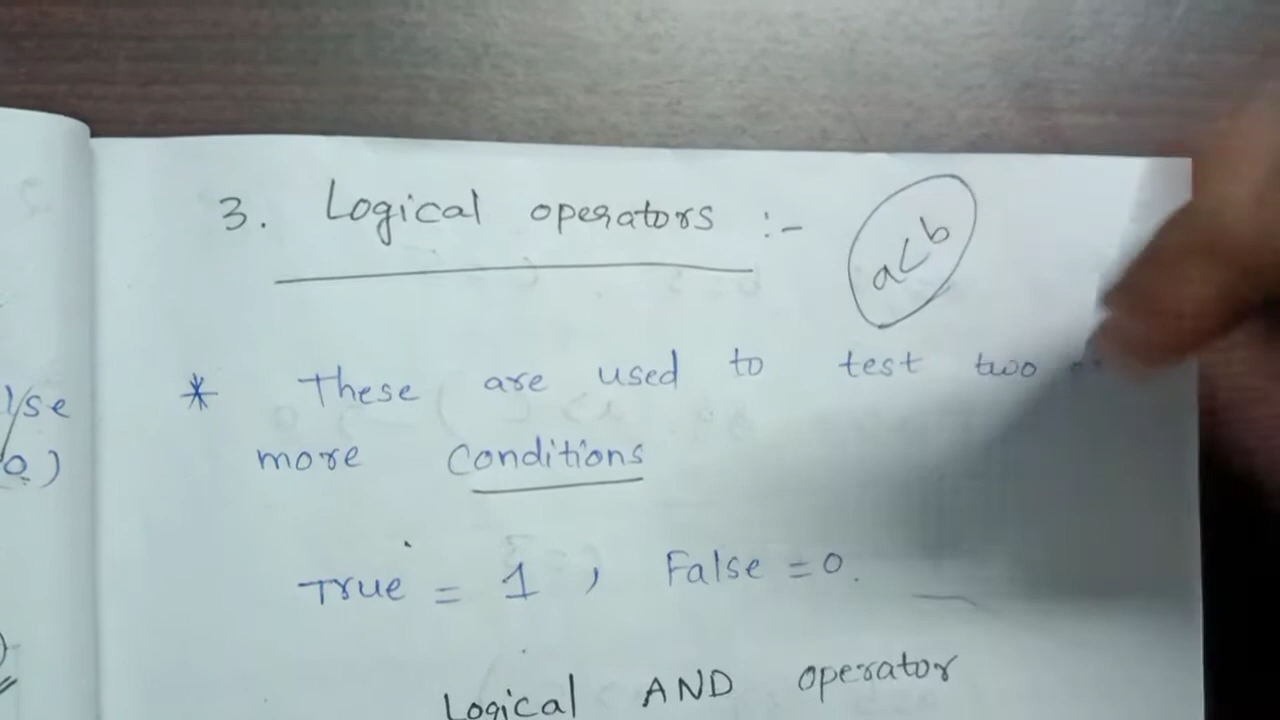 3. Logical operators :-
a<b
* These are used to test two
more conditions
True = 1 , False = 0.
Logical AND operator